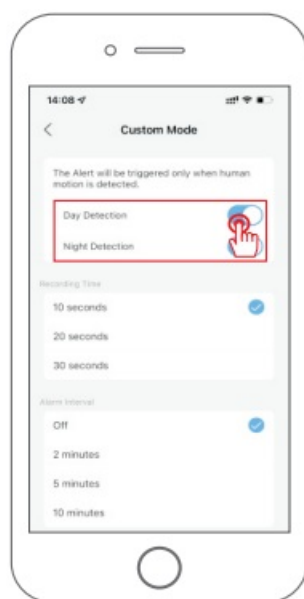 14:08
Custom Mode
The Alert will be triggered only when human
motion is detected.
Day Detection
Night Detection
Recording Time
10 seconds
20 seconds
30 seconds
Alarm Interval
Off
2 minutes
5 minutes
10 minutes